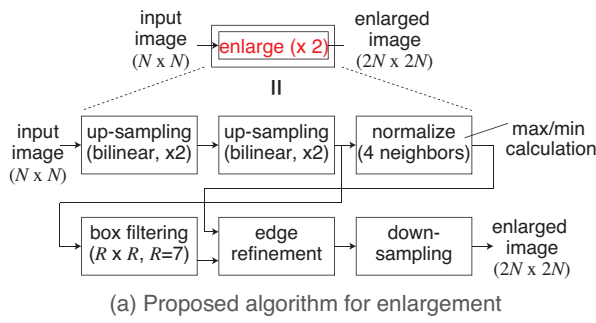 input
image
(N x N)
enlarge (x 2)
enlarged
image
(2N x 2N)
=
input
image
(N x N)
up-sampling
(bilinear, x2)
up-sampling
(bilinear, x2)
normalize
(4 neighbors)
max/min
calculation
box filtering
(R x R, R=7)
edge
refinement
down-
sampling
enlarged
image
(2N x 2N)
(a) Proposed algorithm for enlargement